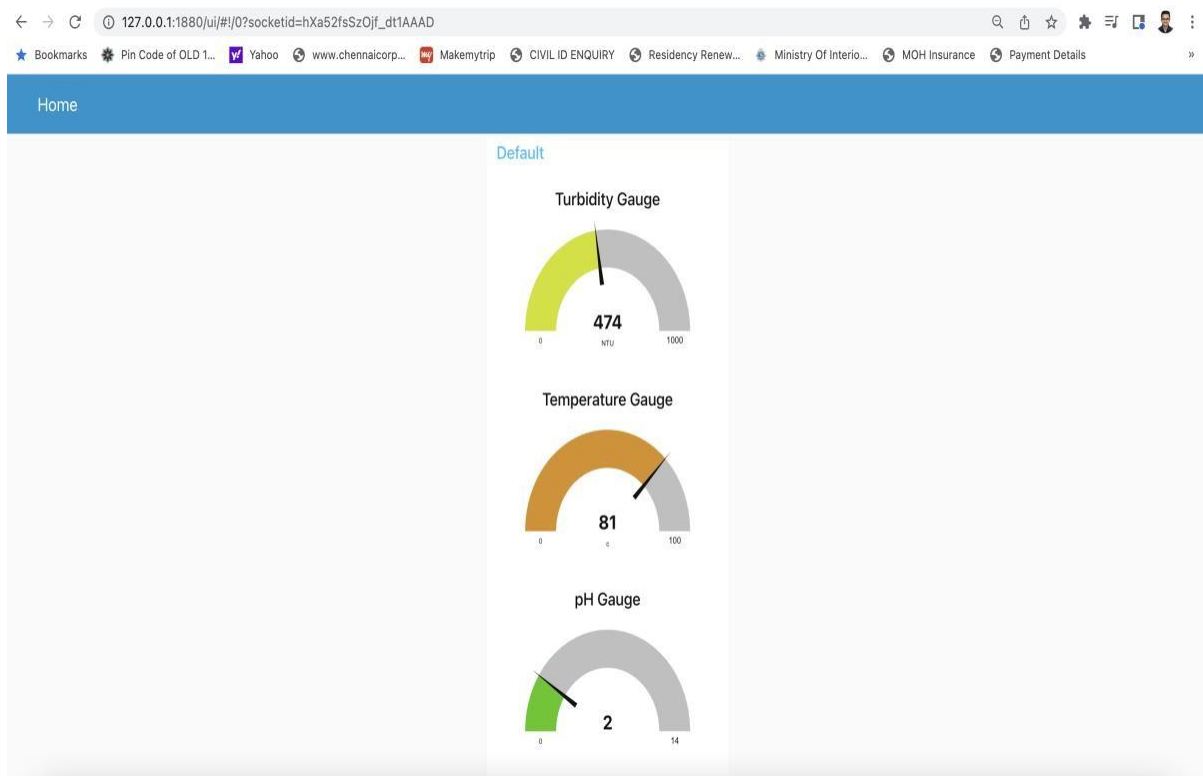 127.0.0.1:1880/ui/#!/0?socketid=hXa52fsSzOjf_dt1AAAD
Bookmarks Pin Code of OLD 1... Yahoo www.chennaicorp... Makemytrip CIVIL ID ENQUIRY Residency Renew... Ministry Of Interio... MOH Insurance Payment Details »
Home
Default
Turbidity Gauge
474
NTU
0 1000
Temperature Gauge
81
c
0 100
pH Gauge
2
0 14